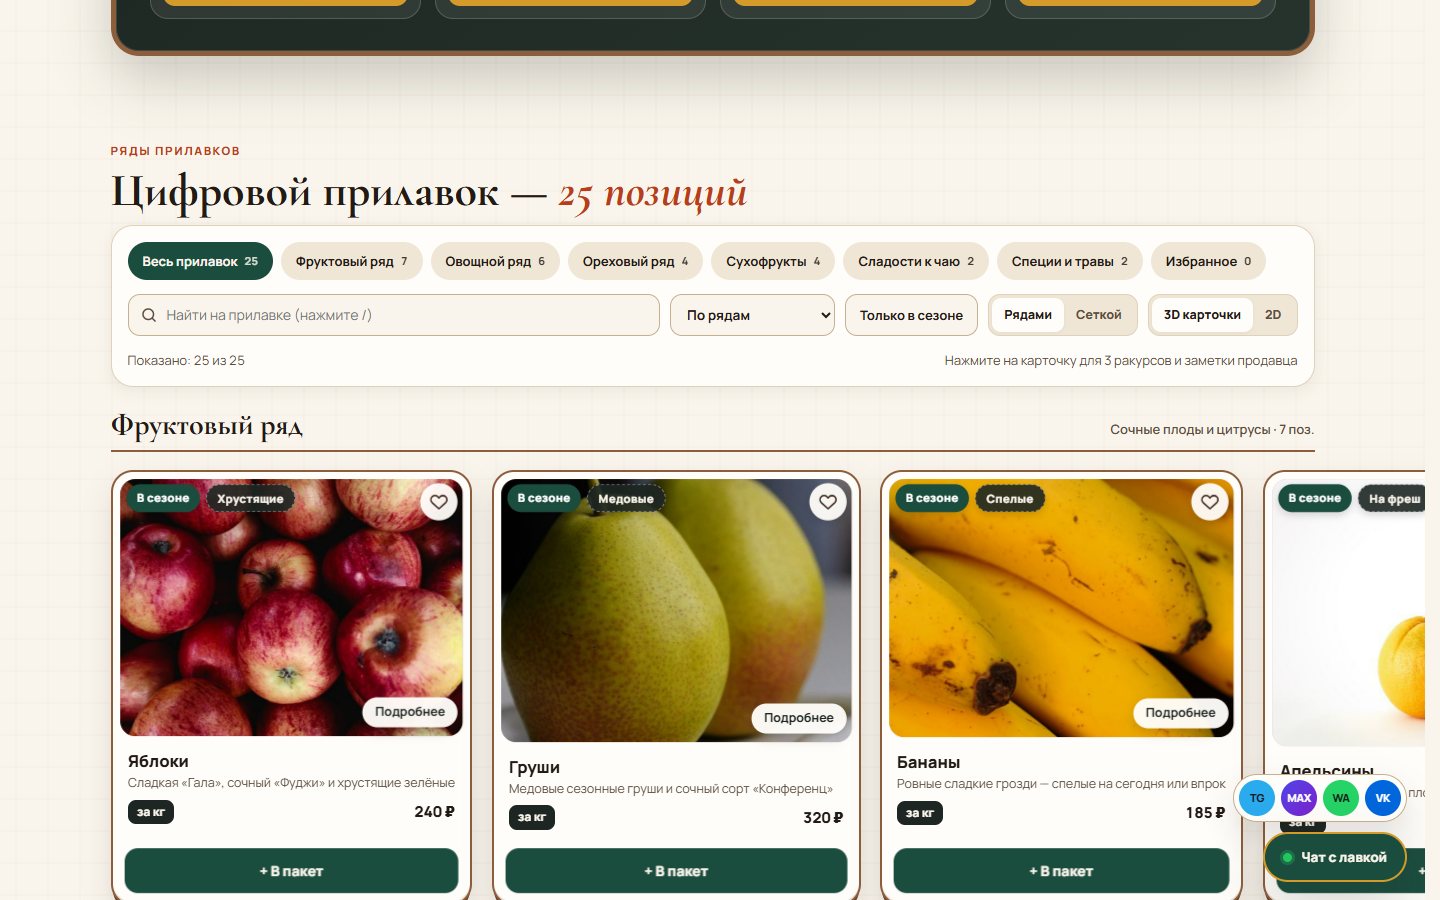 РЯДЫ ПРИЛАВКОВ
Цифровой прилавок — 25 позиций
Весь прилавок 25 Фруктовый ряд 7 Овощной ряд 6 Ореховый ряд 4 Сухофрукты 4 Сладости к чаю 2 Специи и травы 2 Избранное 0
Найти на прилавке (нажмите /) По рядам Только в сезоне Рядами Сеткой 3D карточки 2D
Показано: 25 из 25 Нажмите на карточку для 3 ракурсов и заметки продавца
Фруктовый ряд Сочные плоды и цитрусы · 7 поз.
В сезоне Хрустящие
Подробнее
Яблоки
Сладкая «Гала», сочный «Фуджи» и хрустящие зелёные
за кг 240 ₽
+ В пакет
В сезоне Медовые
Подробнее
Груши
Медовые сезонные груши и сочный сорт «Конференц»
за кг 320 ₽
+ В пакет
В сезоне Спелые
Подробнее
Бананы
Ровные сладкие грозди — спелые на сегодня или впрок
за кг 185 ₽
+ В пакет
В сезоне На фреш
Апельсины
за кг
TG MAX WA VK
Чат с лавкой